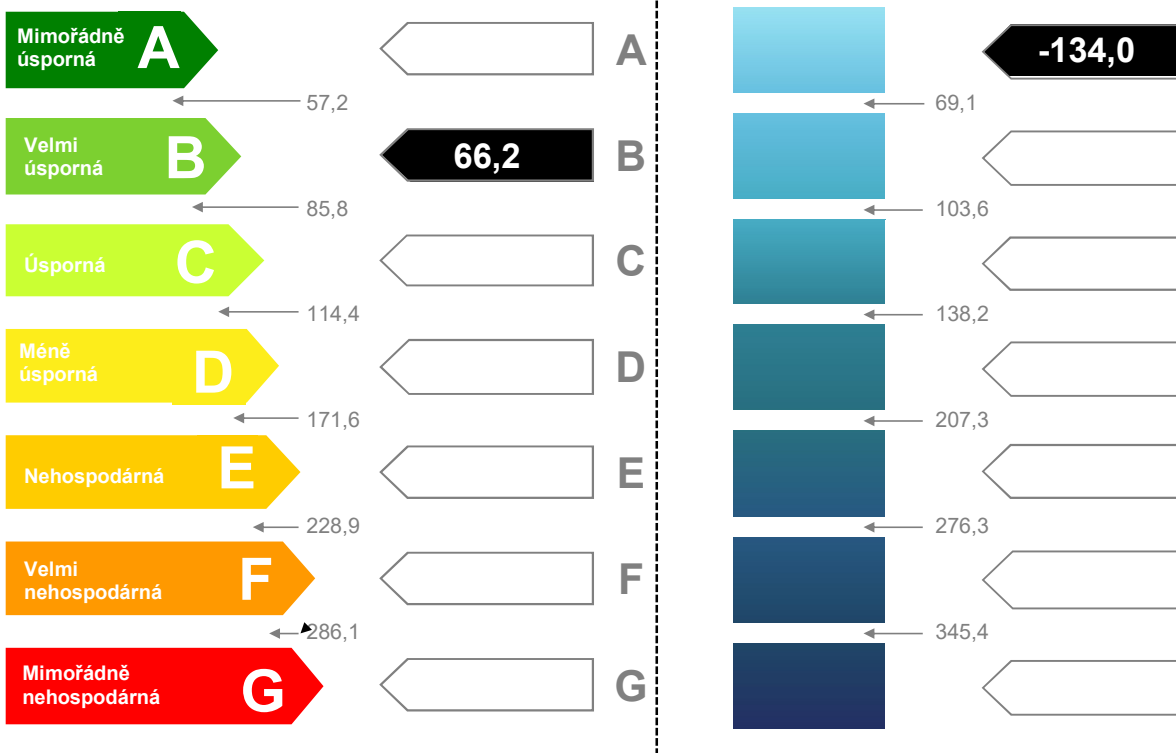 Mimořádně
úsporná
A
A
-134,0
57,2
69,1
Velmi
úsporná
B
66,2
B
85,8
103,6
Úsporná
C
C
114,4
138,2
Méně
úsporná
D
D
171,6
207,3
Nehospodárná
E
E
228,9
276,3
Velmi
nehospodárná
F
F
286,1
345,4
Mimořádně
nehospodárná
G
G